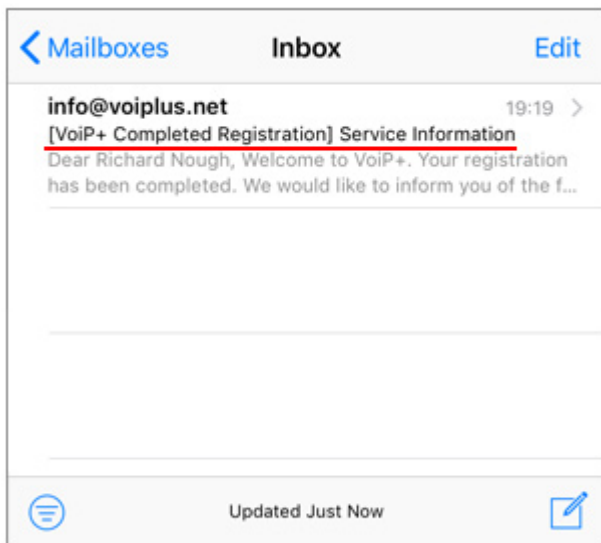 Mailboxes Inbox Edit
info@voiplus.net 19:19
[VoiP+ Completed Registration] Service Information
Dear Richard Nough, Welcome to VoiP+. Your registration
has been completed. We would like to inform you of the f...
Updated Just Now